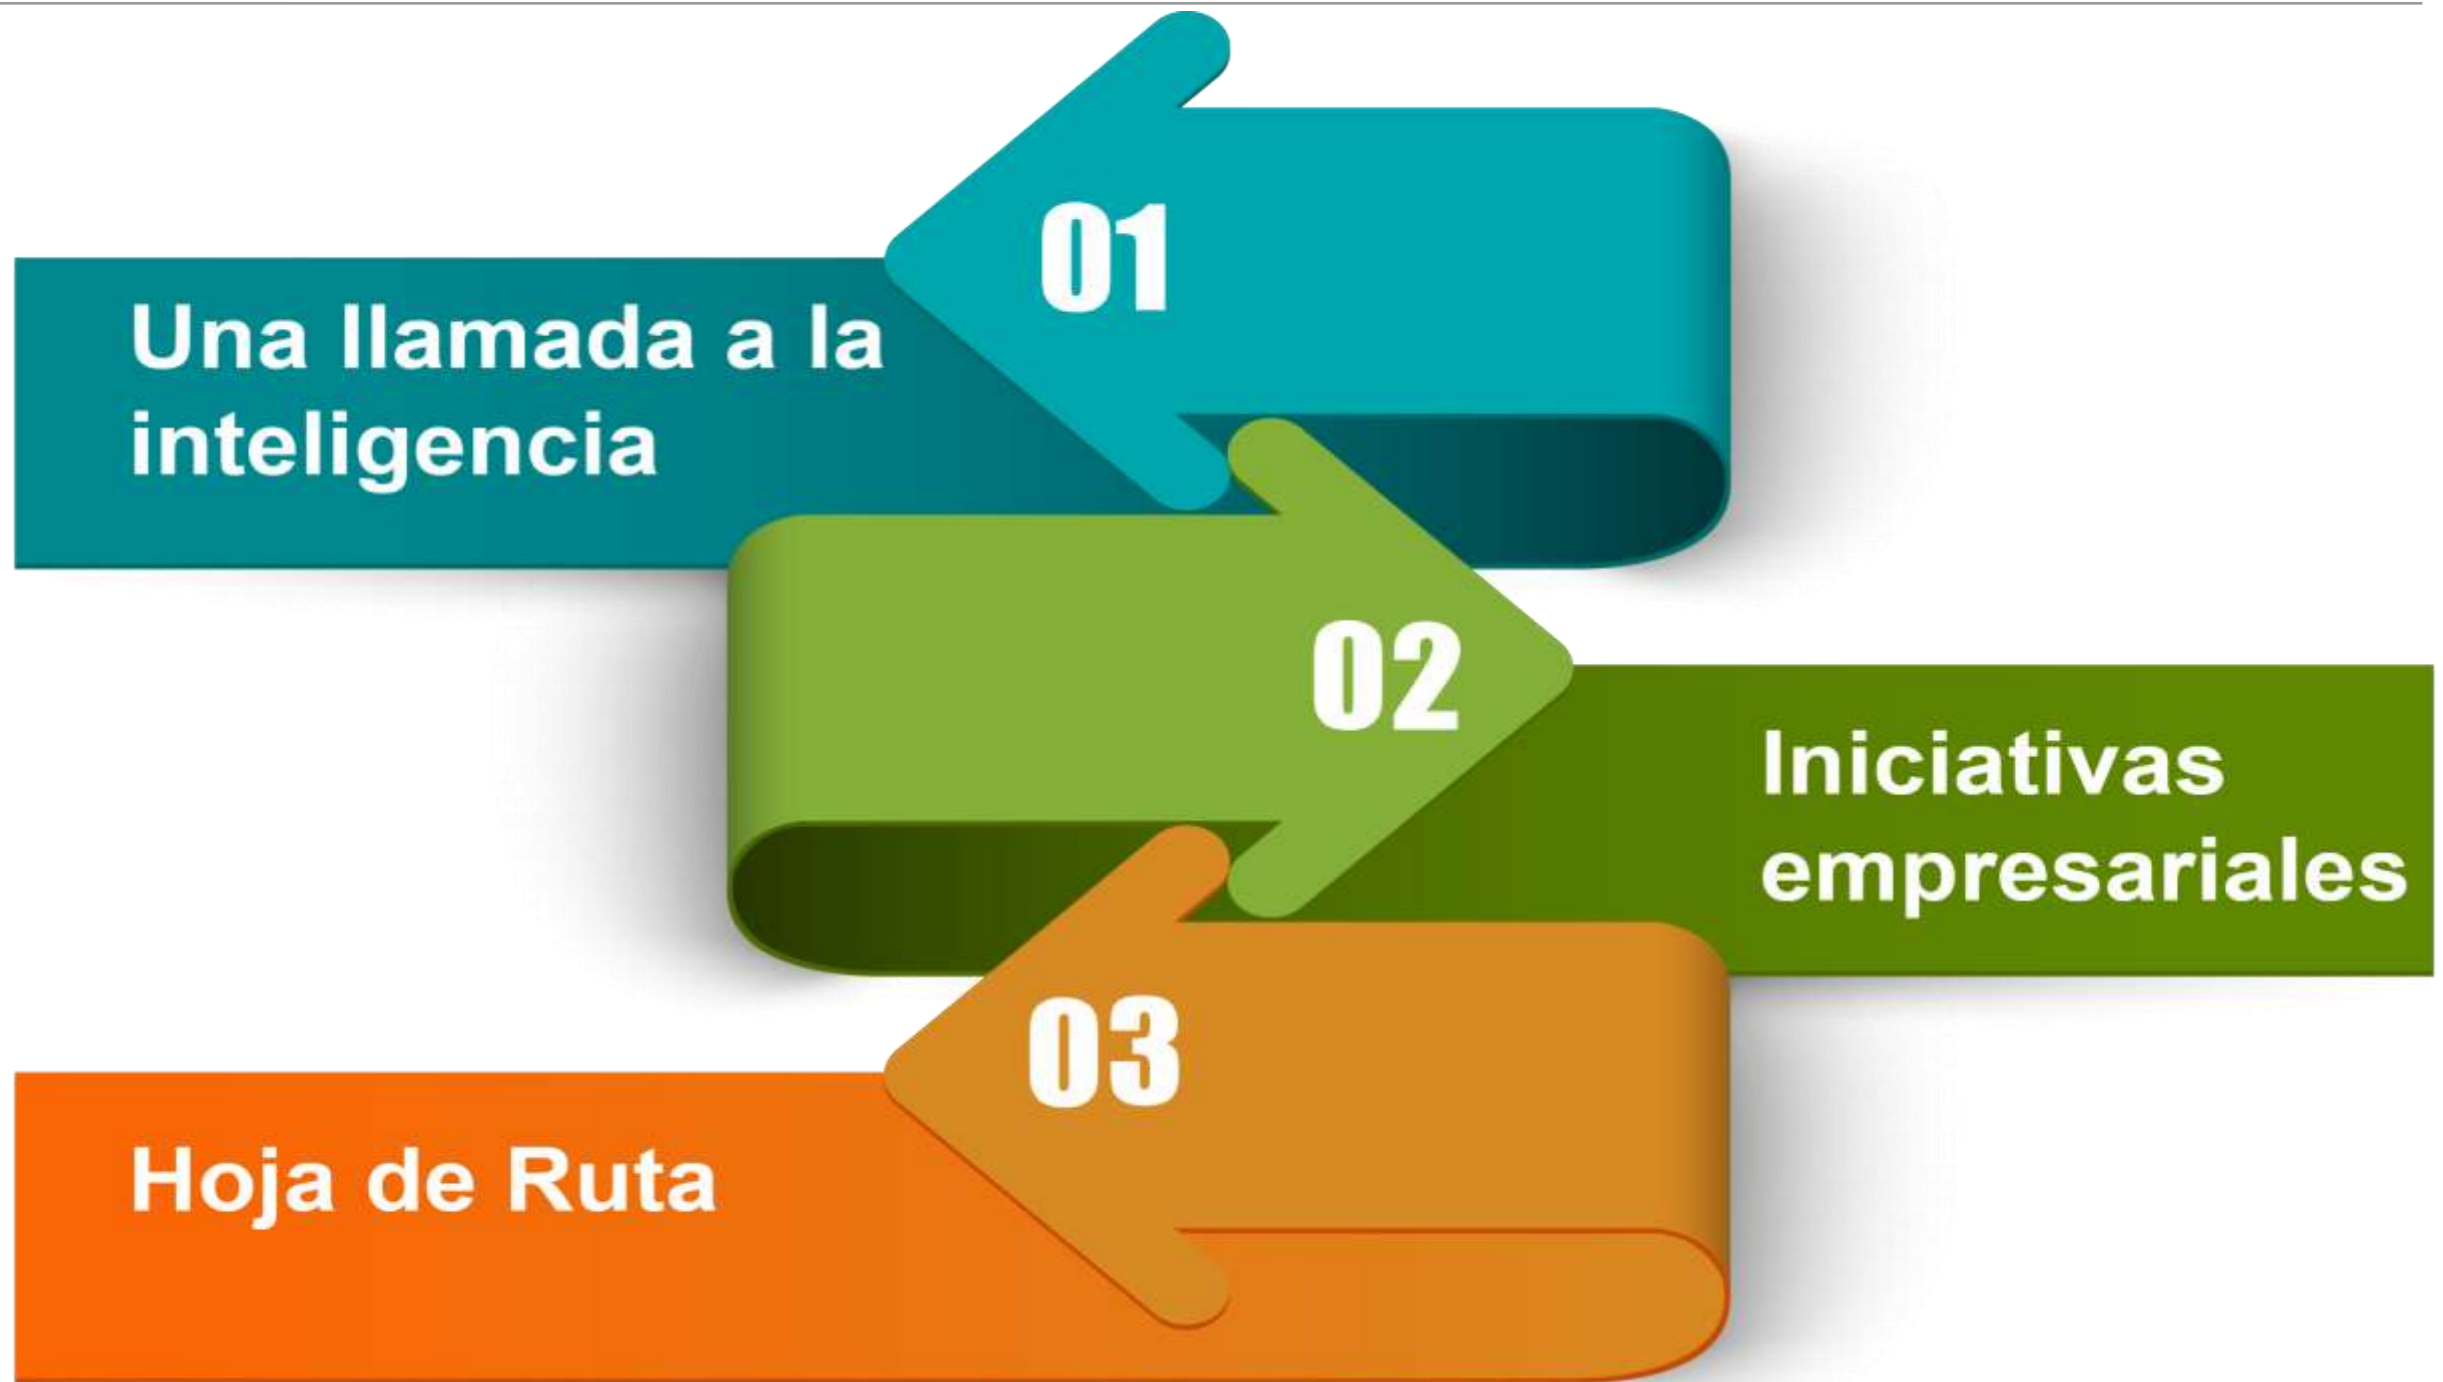 01
Una llamada a la
inteligencia
02
Iniciativas
empresariales
03
Hoja de Ruta